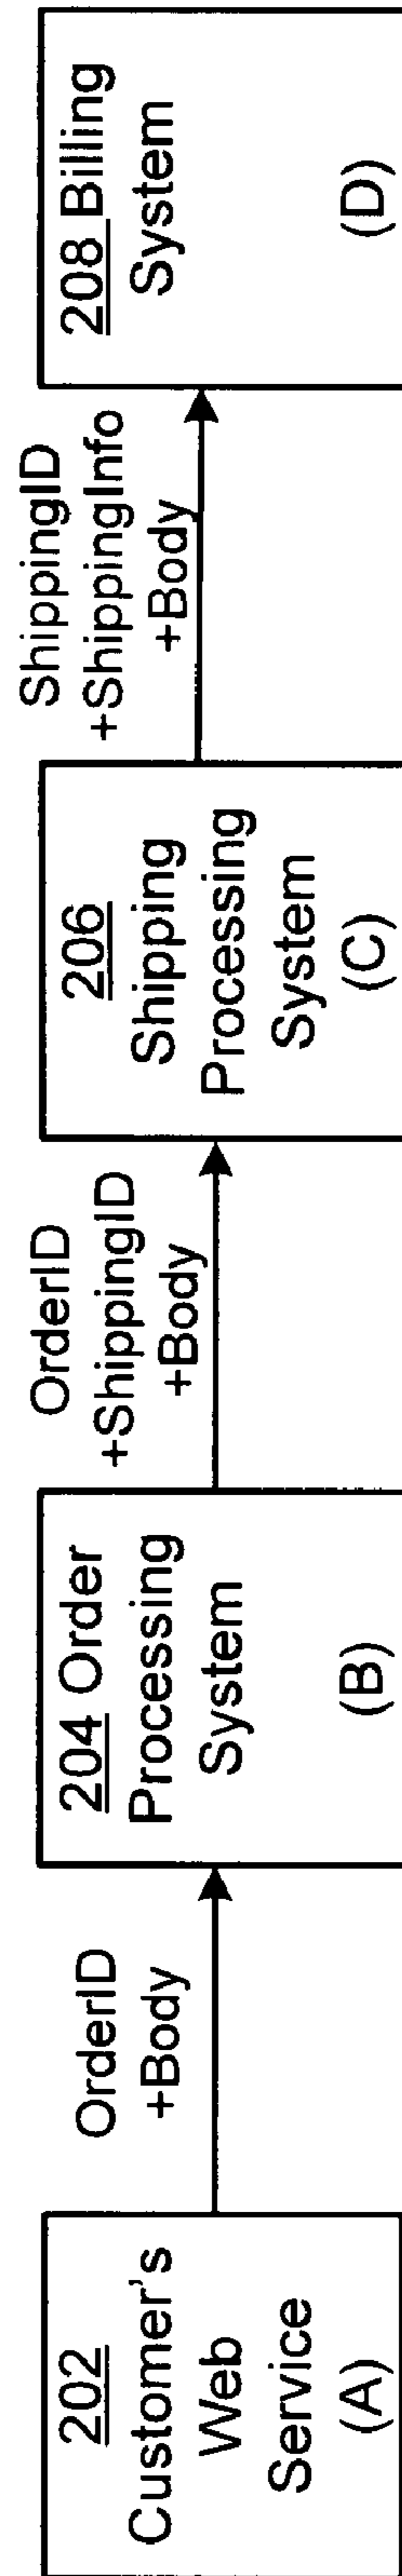 202
Customer's
Web
Service
(A)
OrderID
+Body
204 Order
Processing
System
(B)
OrderID
+ShippingID
+Body
206
Shipping
Processing
System
(C)
ShippingID
+ShippingInfo
+Body
208 Billing
System
(D)